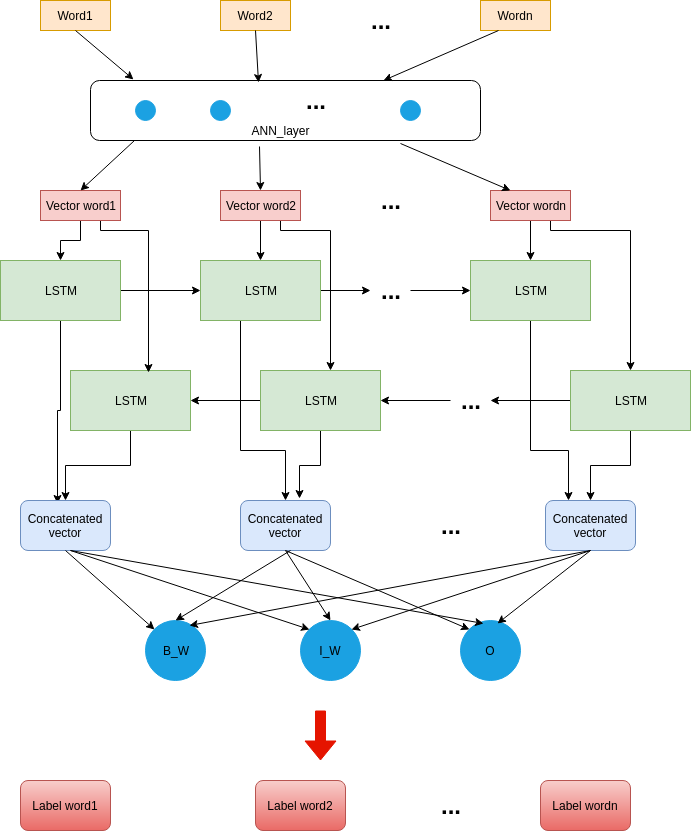 Word1
Word2
...
Wordn
...
ANN_layer
Vector word1
Vector word2
...
Vector wordn
LSTM
LSTM
...
LSTM
LSTM
LSTM
...
LSTM
Concatenated
vector
Concatenated
vector
...
Concatenated
vector
B_W
I_W
O
Label word1
Label word2
...
Label wordn